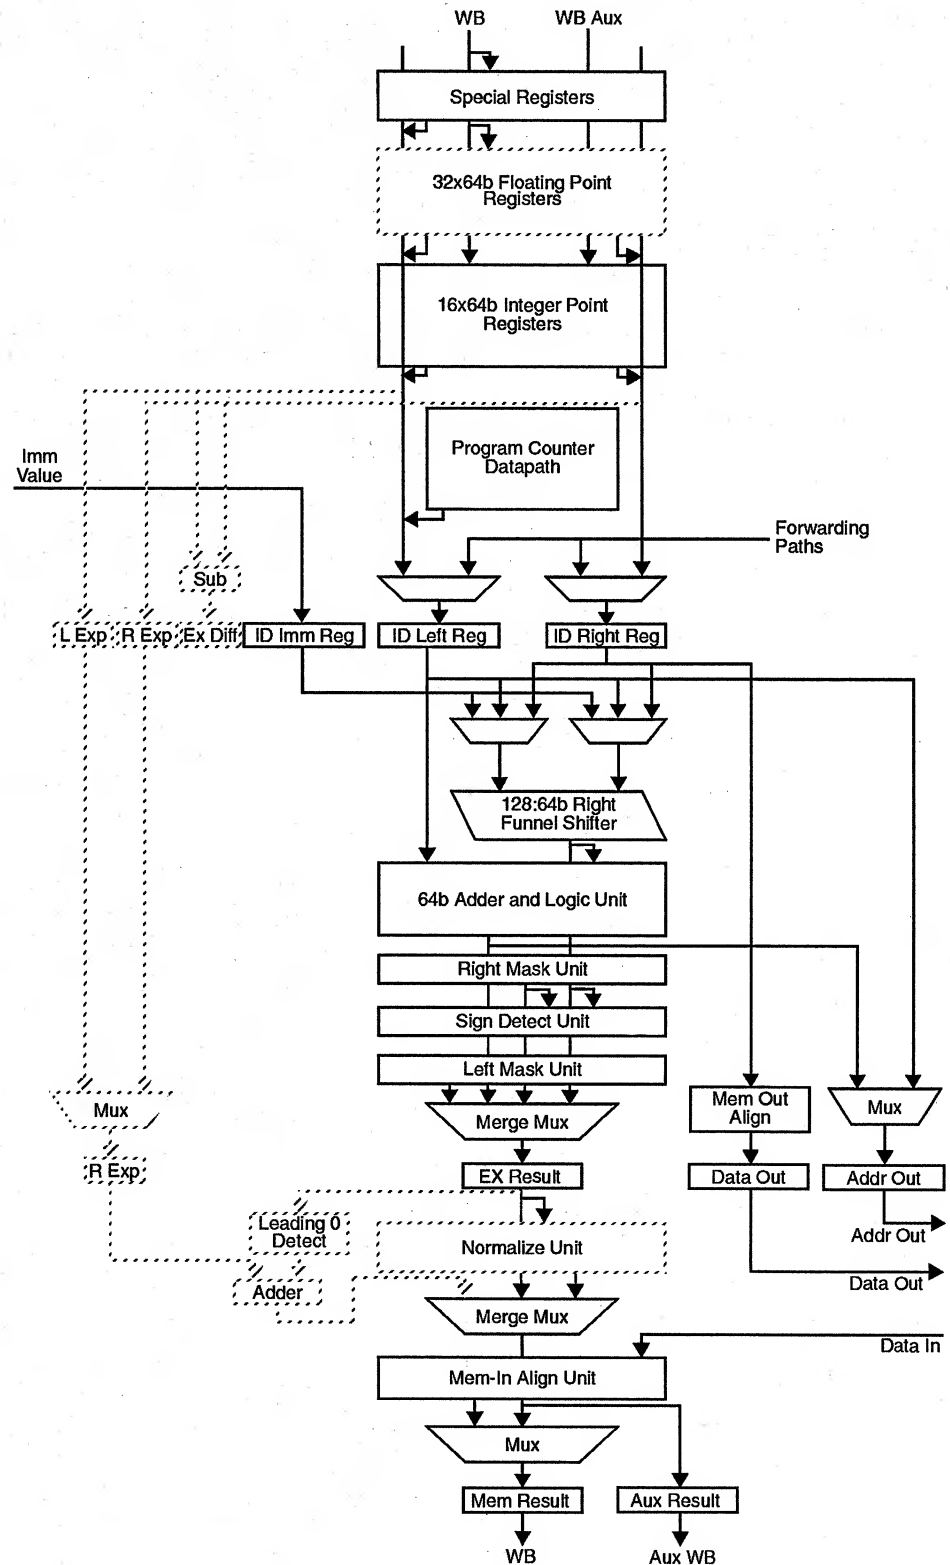 WB
WB Aux
Special Registers
32x64b Floating Point
Registers
16x64b Integer Point
Registers
Program Counter
Datapath
Imm
Value
Forwarding
Paths
Sub
L Exp
R Exp
Ex Diff
ID Imm Reg
ID Left Reg
ID Right Reg
128:64b Right
Funnel Shifter
64b Adder and Logic Unit
Right Mask Unit
Sign Detect Unit
Left Mask Unit
Mux
Merge Mux
Mem Out
Align
Mux
R Exp
EX Result
Data Out
Addr Out
Leading 0
Detect
Normalize Unit
Addr Out
Data Out
Adder
Merge Mux
Data In
Mem-In Align Unit
Mux
Mem Result
Aux Result
WB
Aux WB